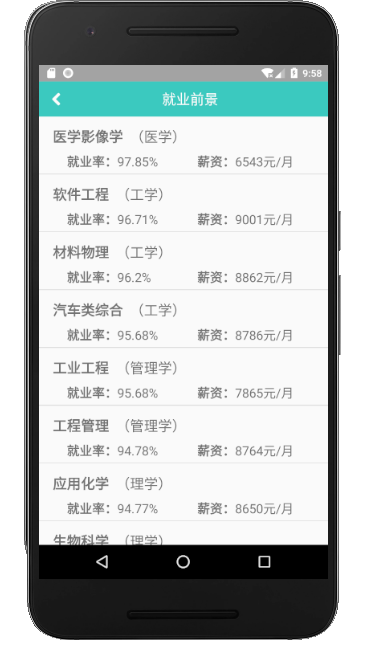 9:58
就业前景
医学影像学 （医学）
就业率：97.85% 薪资：6543元/月
软件工程 （工学）
就业率：96.71% 薪资：9001元/月
材料物理 （工学）
就业率：96.2% 薪资：8862元/月
汽车类综合 （工学）
就业率：95.68% 薪资：8786元/月
工业工程 （管理学）
就业率：95.68% 薪资：7865元/月
工程管理 （管理学）
就业率：94.78% 薪资：8764元/月
应用化学 （理学）
就业率：94.77% 薪资：8650元/月
生物科学 （理学）